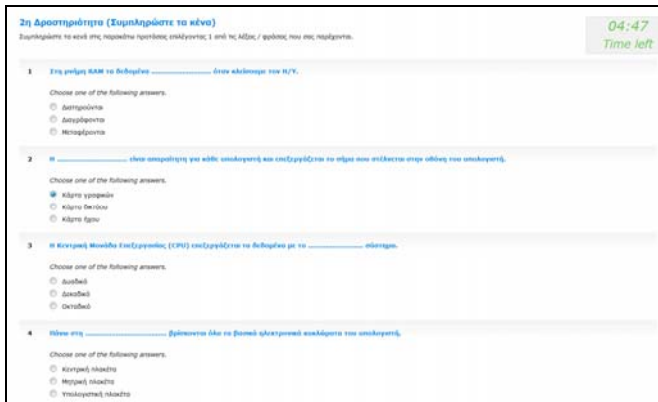 2η Δραστηριότητα (Συμπληρώστε τα κένα)
Συμπληρώστε τα κενά στις παρακάτω προτάσεις επιλέγοντας 1 από τις λέξεις / φράσεις που σας παρέχονται.
04:47
Time left
1 Στη μνήμη RAM τα δεδομένα ........................ όταν κλείνουμε τον Η/Υ.
Choose one of the following answers.
Διατηρούνται
Διαγράφονται
Μεταφέρονται
2 Η ........................ είναι απαραίτητη για κάθε υπολογιστή και επεξεργάζεται το σήμα που στέλνεται στην οθόνη του υπολογιστή.
Choose one of the following answers.
Κάρτα γραφικών
Κάρτα δικτύου
Κάρτα ήχου
3 Η Κεντρική Μονάδα Επεξεργασίας (CPU) επεξεργάζεται τα δεδομένα με το ........................ σύστημα.
Choose one of the following answers.
Δυαδικό
Δεκαδικό
Οκταδικό
4 Πάνω στη ........................ βρίσκονται όλα τα βασικά ηλεκτρονικά κυκλώματα του υπολογιστή.
Choose one of the following answers.
Κεντρική πλακέτα
Μητρική πλακέτα
Υπολογιστική πλακέτα